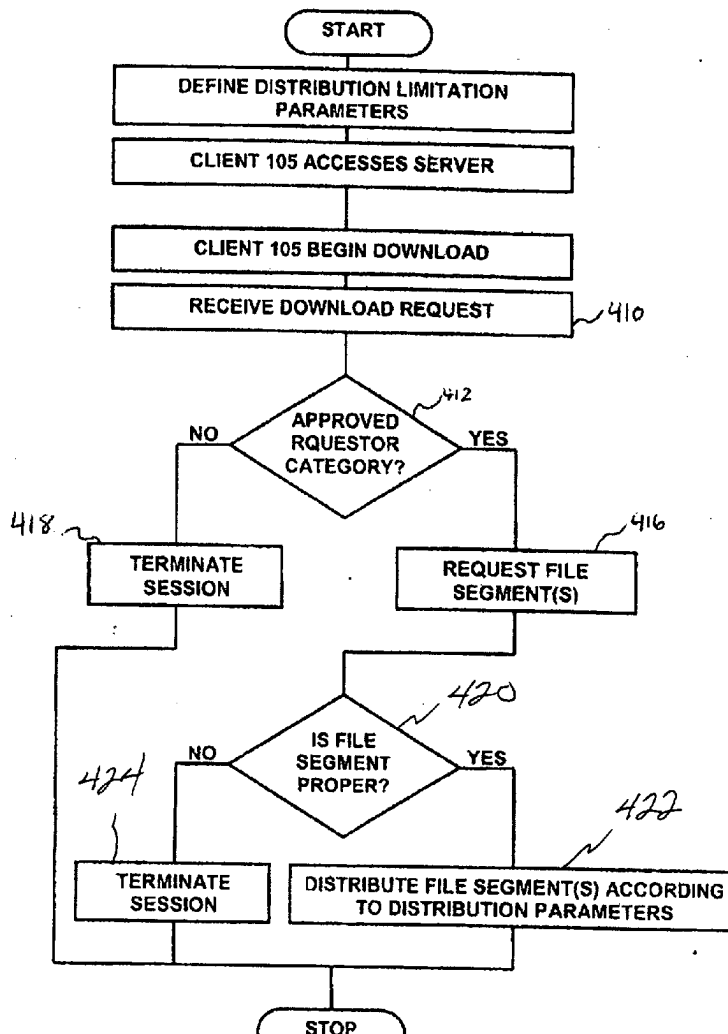 START
DEFINE DISTRIBUTION LIMITATION
PARAMETERS
CLIENT 105 ACCESSES SERVER
CLIENT 105 BEGIN DOWNLOAD
RECEIVE DOWNLOAD REQUEST
410
412
APPROVED
RQUESTOR
CATEGORY?
NO
YES
418
TERMINATE
SESSION
416
REQUEST FILE
SEGMENT(S)
420
IS FILE
SEGMENT
PROPER?
NO
YES
424
TERMINATE
SESSION
422
DISTRIBUTE FILE SEGMENT(S) ACCORDING
TO DISTRIBUTION PARAMETERS
STOP